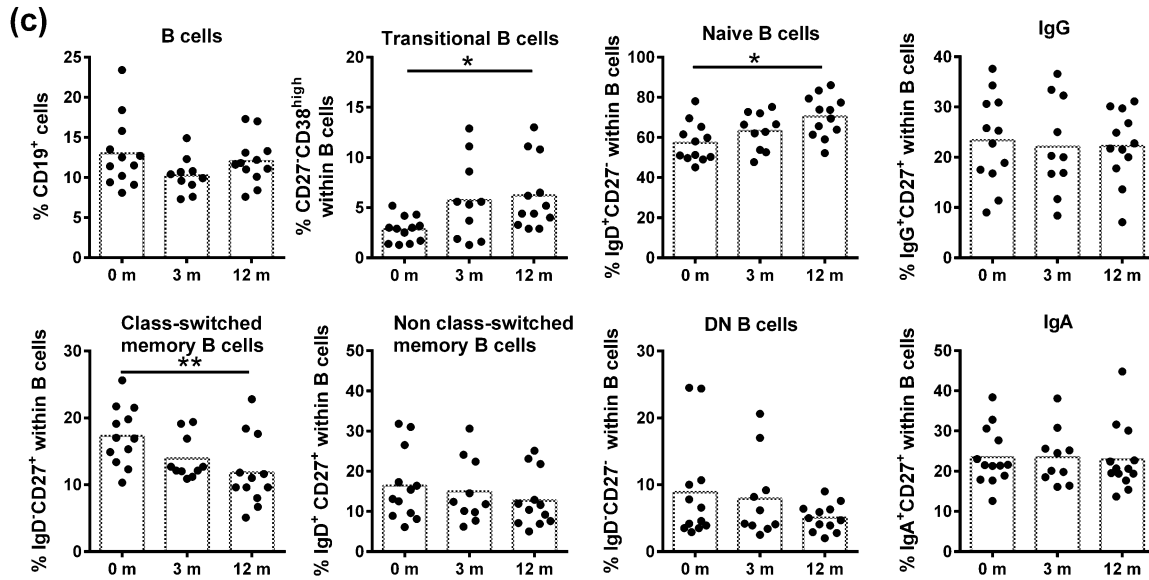 (c)
B cells
% CD19+ cells
25
20
15
10
5
0
0 m 3 m 12 m
Transitional B cells
*
% CD27-CD38high
within B cells
20
15
10
5
0
0 m 3 m 12 m
Naive B cells
*
% IgD+CD27- within B cells
100
80
60
40
20
0
0 m 3 m 12 m
IgG
% IgG+CD27+ within B cells
40
30
20
10
0
0 m 3 m 12 m
Class-switched
memory B cells
**
% IgD-CD27+ within B cells
30
20
10
0
0 m 3 m 12 m
Non class-switched
memory B cells
% IgD+ CD27+ within B cells
50
40
30
20
10
0
0 m 3 m 12 m
DN B cells
% IgD-CD27- within B cells
30
20
10
0
0 m 3 m 12 m
IgA
% IgA+CD27+ within B cells
50
40
30
20
10
0
0 m 3 m 12 m